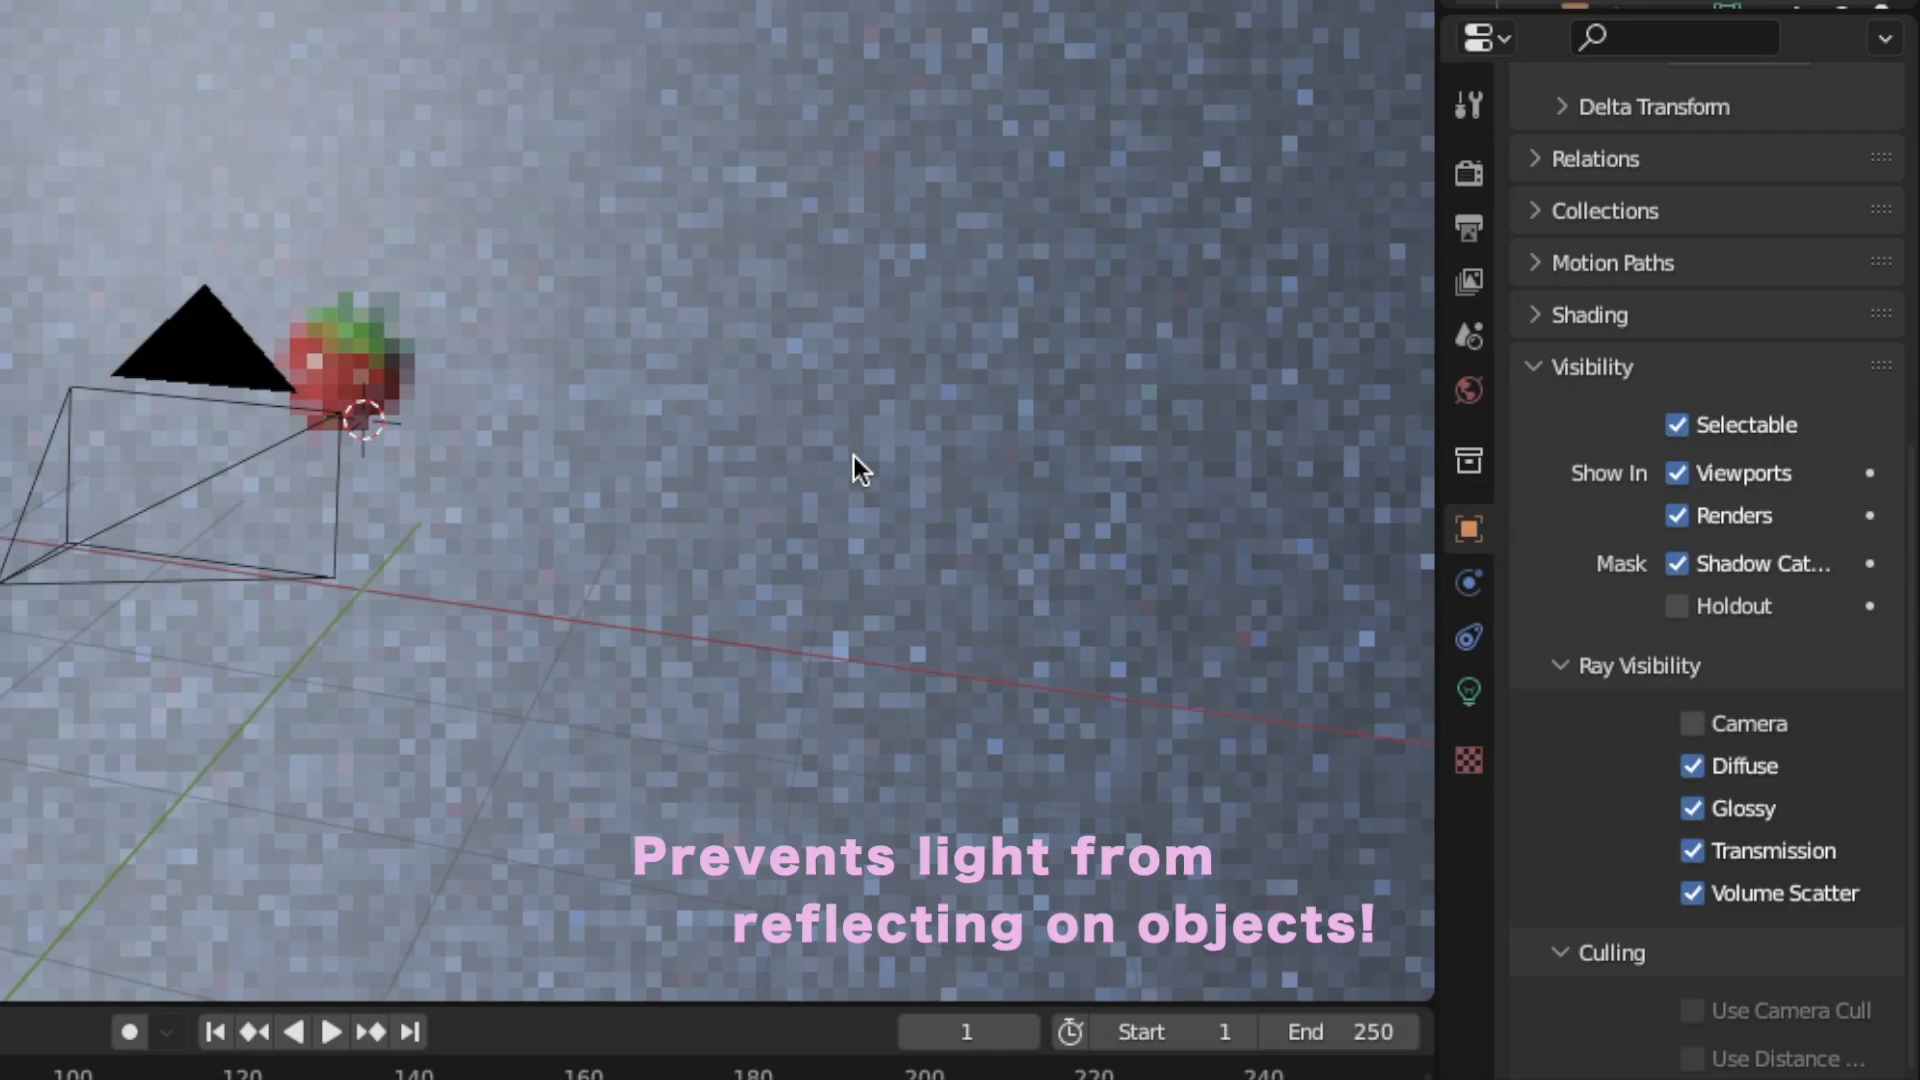 Delta Transform
Relations
Collections
Motion Paths
Shading
Visibility
Selectable
Show In Viewports
Renders
Mask Shadow Cat...
Holdout
Ray Visibility
Camera
Diffuse
Glossy
Transmission
Volume Scatter
Culling
Use Camera Cull
Use Distance ...
Prevents light from
reflecting on objects!
1 Start 1 End 250
100 120 140 160 180 200 220 240